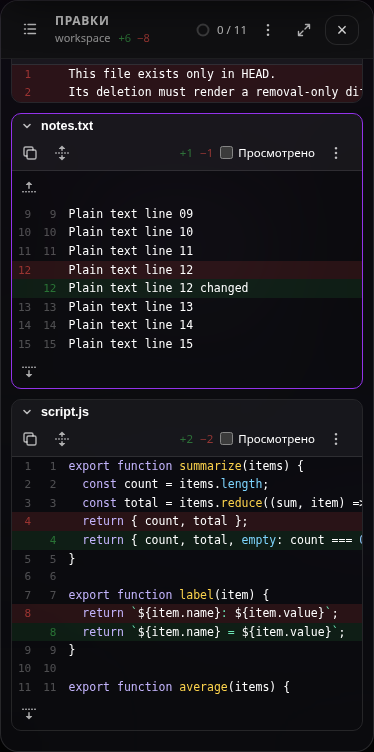 ПРАВКИ
workspace +6 −8
0 / 11
1 This file exists only in HEAD.
2 Its deletion must render a removal-only
notes.txt
+1 −1 Просмотрено
9 9 Plain text line 09
10 10 Plain text line 10
11 11 Plain text line 11
12 Plain text line 12
12 Plain text line 12 changed
13 13 Plain text line 13
14 14 Plain text line 14
15 15 Plain text line 15
script.js
+2 −2 Просмотрено
1 1 export function summarize(items) {
2 2 const count = items.length;
3 3 const total = items.reduce((sum, item) =>
4 return { count, total };
4 return { count, total, empty: count ===
5 5 }
6 6
7 7 export function label(item) {
8 return `${item.name}: ${item.value}`;
8 return `${item.name} = ${item.value}`;
9 9 }
10 10
11 11 export function average(items) {